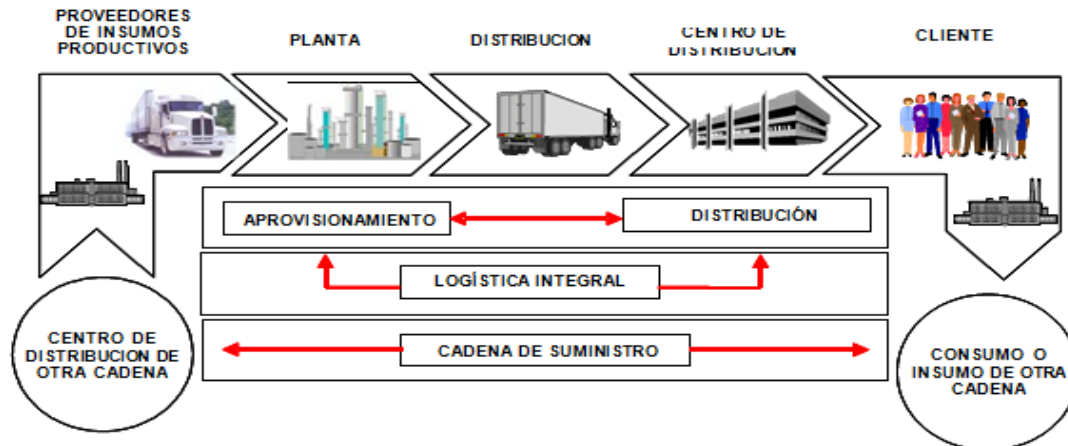 PROVEEDORES
DE INSUMOS
PRODUCTIVOS
PLANTA
DISTRIBUCION
CENTRO DE
DISTRIBUCION
CLIENTE
APROVISIONAMIENTO
DISTRIBUCIÓN
LOGÍSTICA INTEGRAL
CADENA DE SUMINISTRO
CENTRO DE
DISTRIBUCION DE
OTRA CADENA
CONSUMO O
INSUMO DE OTRA
CADENA